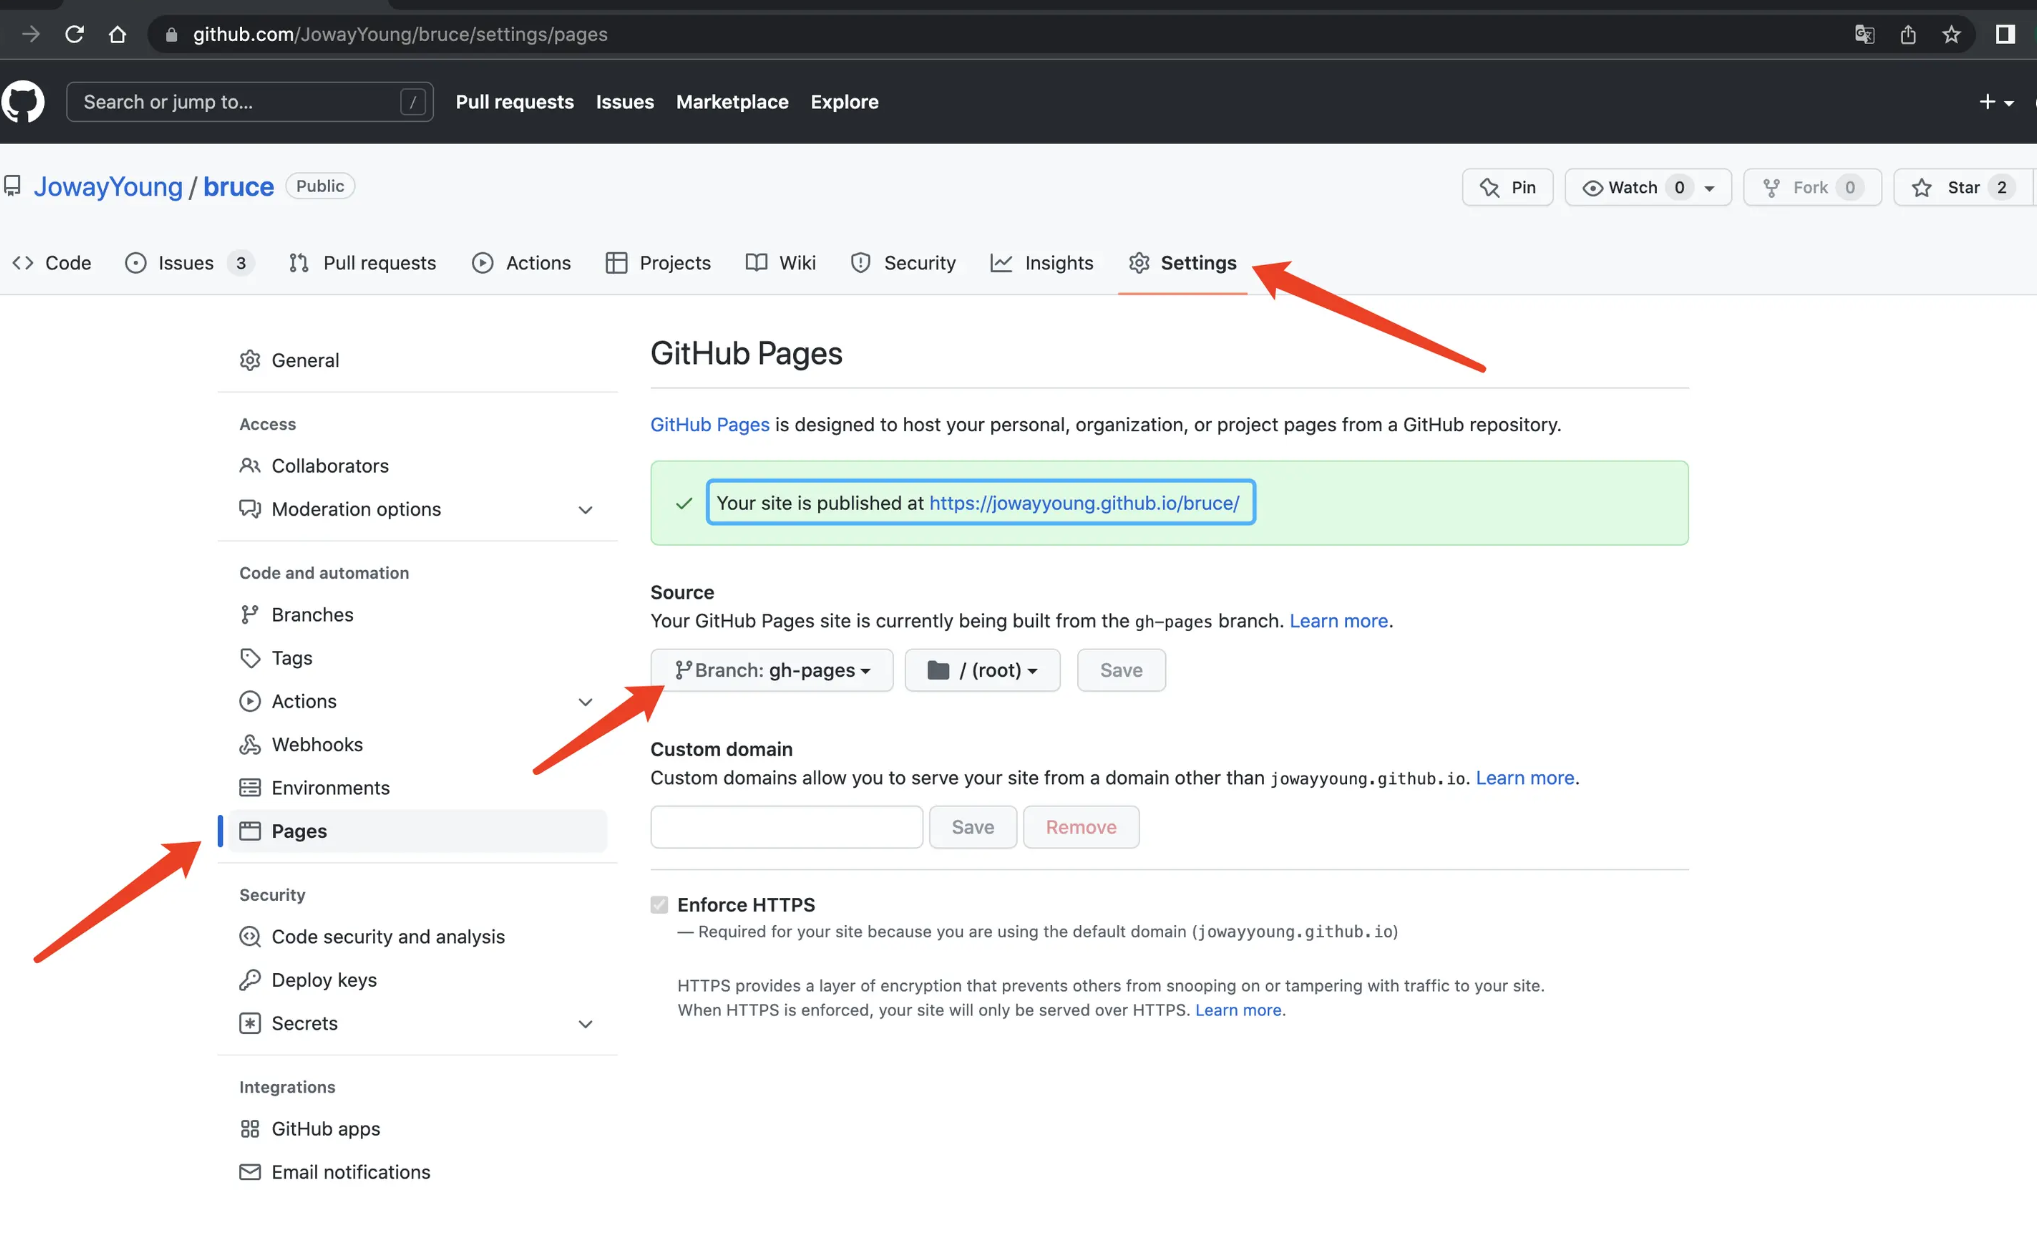 github.com/JowayYoung/bruce/settings/pages
Search or jump to... /
Pull requests Issues Marketplace Explore
JowayYoung / bruce Public
Pin Watch 0 Fork 0 Star 2
Code Issues 3 Pull requests Actions Projects Wiki Security Insights Settings
General
Access
Collaborators
Moderation options
Code and automation
Branches
Tags
Actions
Webhooks
Environments
Pages
Security
Code security and analysis
Deploy keys
Secrets
Integrations
GitHub apps
Email notifications
GitHub Pages
GitHub Pages is designed to host your personal, organization, or project pages from a GitHub repository.
Your site is published at https://jowayyoung.github.io/bruce/
Source
Your GitHub Pages site is currently being built from the gh-pages branch. Learn more.
Branch: gh-pages / (root) Save
Custom domain
Custom domains allow you to serve your site from a domain other than jowayyoung.github.io. Learn more.
Save Remove
Enforce HTTPS
— Required for your site because you are using the default domain (jowayyoung.github.io)
HTTPS provides a layer of encryption that prevents others from snooping on or tampering with traffic to your site.
When HTTPS is enforced, your site will only be served over HTTPS. Learn more.